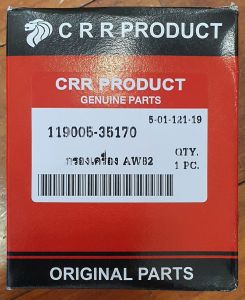 CRR PRODUCT
CRR PRODUCT
GENUINE PARTS
5-01-121-19
119005-35170
กรองเครื่อง AW82
QTY.
1 PC.
ORIGINAL PARTS